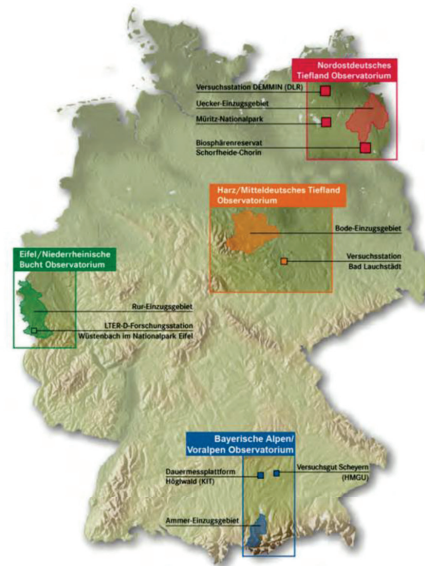 Nordostdeutsches
Tiefland Observatorium
Versuchsstation DEMMIN (DLR)
Uecker-Einzugsgebiet
Müritz-Nationalpark
Biosphärenreservat
Schorfheide-Chorin
Harz/Mitteldeutsches Tiefland
Observatorium
Bode-Einzugsgebiet
Versuchsstation
Bad Lauchstädt
Eifel/Niederrheinische
Bucht Observatorium
Rur-Einzugsgebiet
LTER-D-Forschungsstation
Wüstenbach im Nationalpark Eifel
Bayerische Alpen/
Voralpen Observatorium
Dauermessplattform
Höglwald (KIT)
Versuchsgut Scheyern
(HMGU)
Ammer-Einzugsgebiet